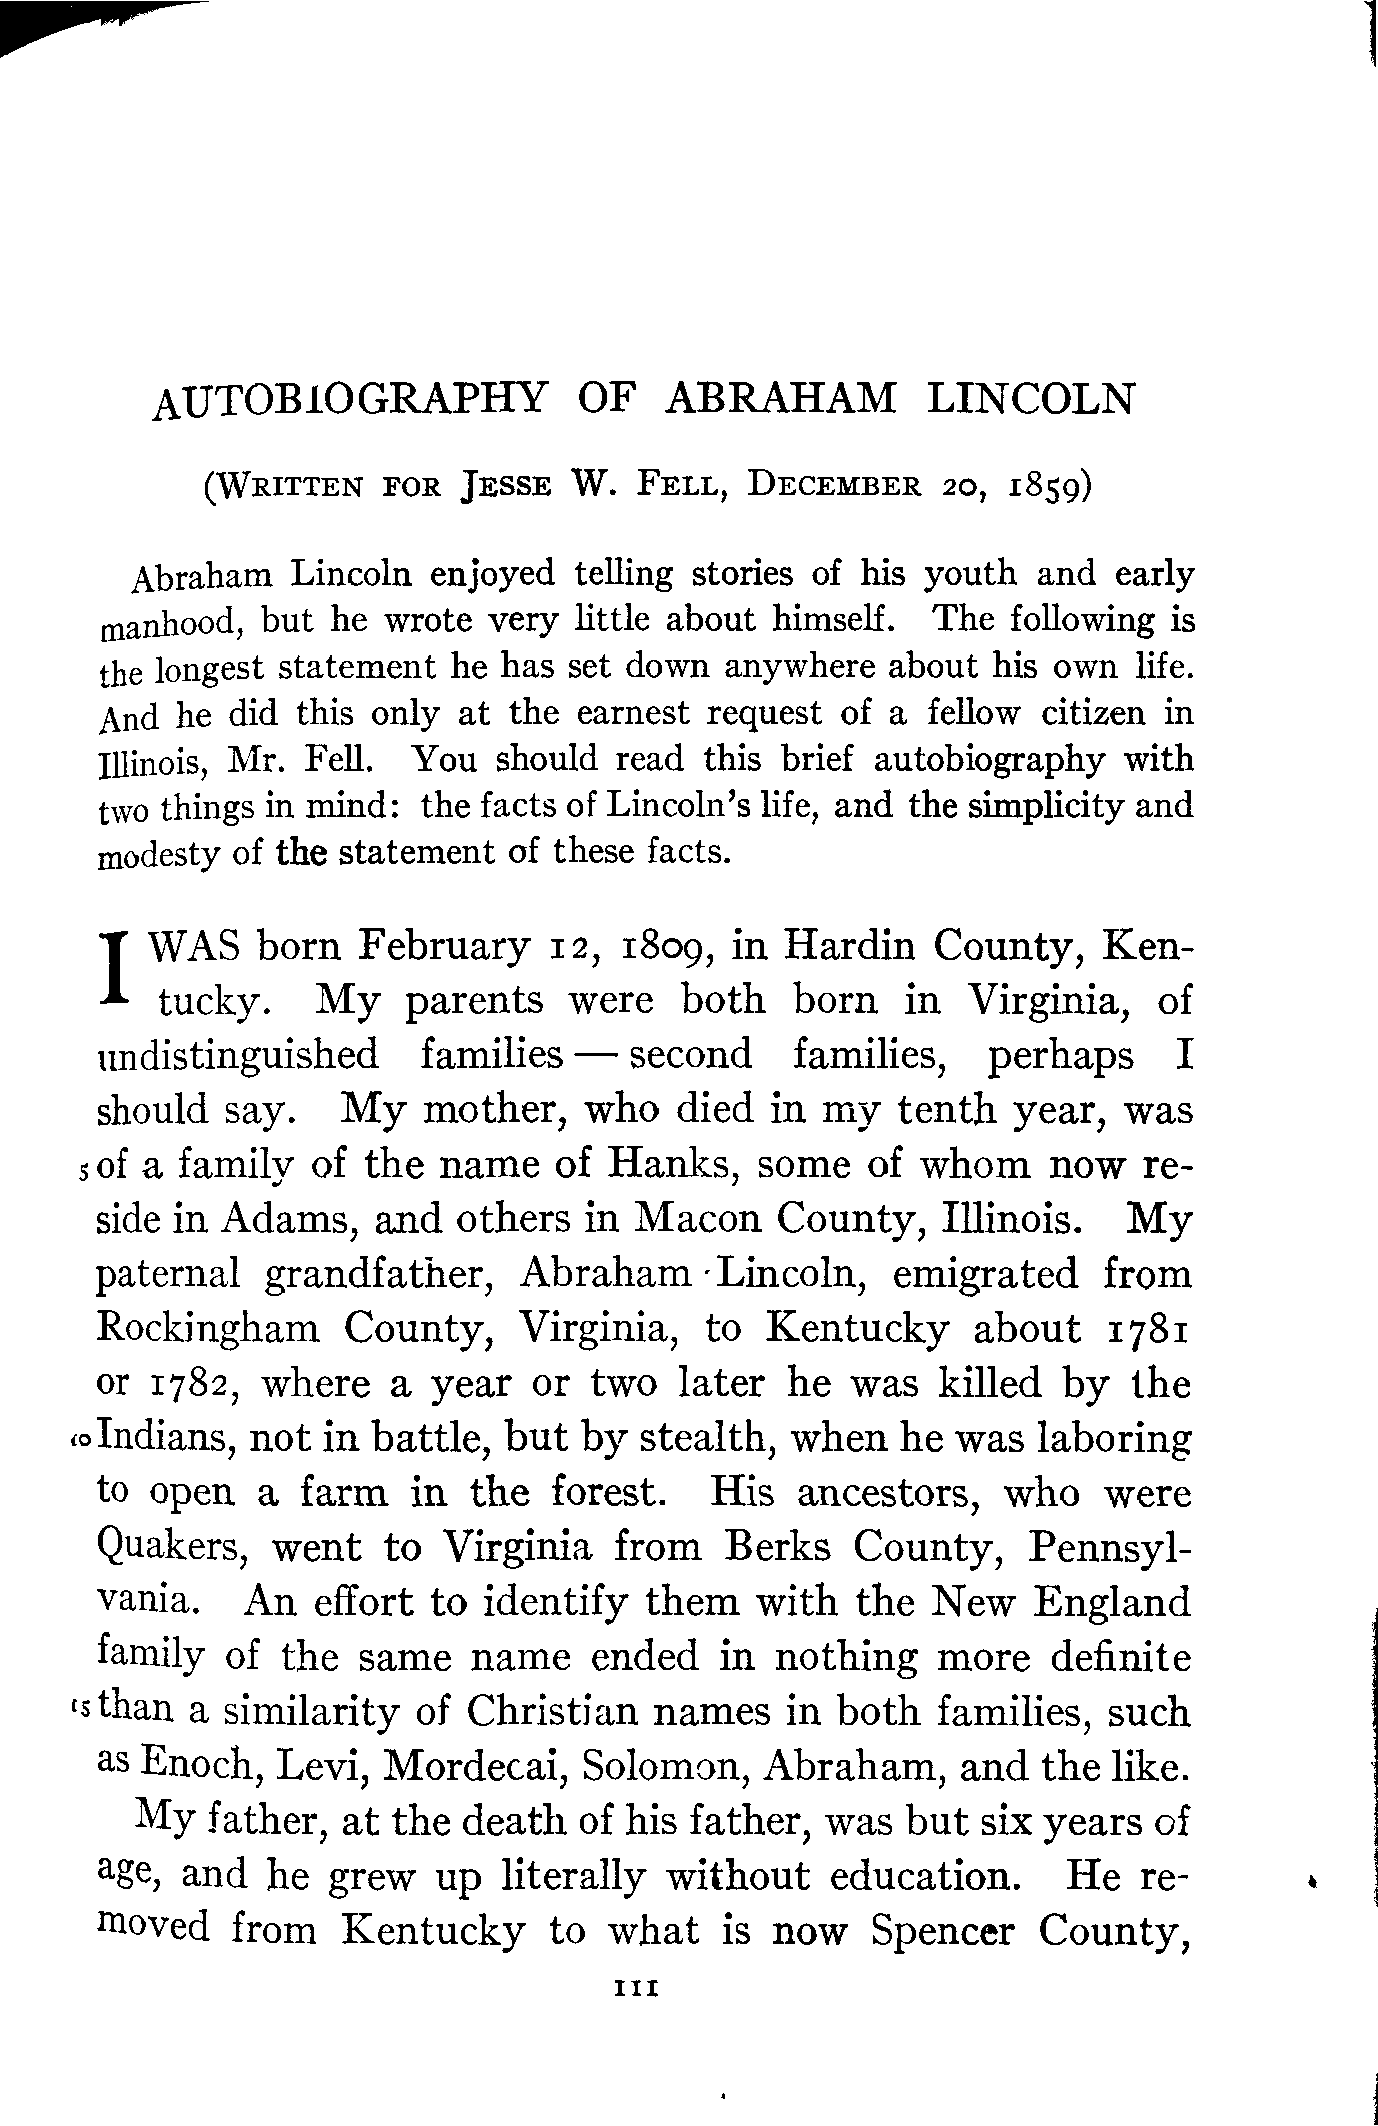 AUTOBIOGRAPHY OF ABRAHAM LINCOLN
(WRITTEN FOR JESSE W. FELL, DECEMBER 20, 1859)
Abraham Lincoln enjoyed telling stories of his youth and early
manhood, but he wrote very little about himself. The following is
the longest statement he has set down anywhere about his own life.
And he did this only at the earnest request of a fellow citizen in
Illinois, Mr. Fell. You should read this brief autobiography with
two things in mind: the facts of Lincoln's life, and the simplicity and
modesty of the statement of these facts.
I WAS born February 12, 1809, in Hardin County, Ken-
tucky. My parents were both born in Virginia, of
undistinguished families — second families, perhaps I
should say. My mother, who died in my tenth year, was
5 of a family of the name of Hanks, some of whom now re-
side in Adams, and others in Macon County, Illinois. My
paternal grandfather, Abraham Lincoln, emigrated from
Rockingham County, Virginia, to Kentucky about 1781
or 1782, where a year or two later he was killed by the
10 Indians, not in battle, but by stealth, when he was laboring
to open a farm in the forest. His ancestors, who were
Quakers, went to Virginia from Berks County, Pennsyl-
vania. An effort to identify them with the New England
family of the same name ended in nothing more definite
15 than a similarity of Christian names in both families, such
as Enoch, Levi, Mordecai, Solomon, Abraham, and the like.
My father, at the death of his father, was but six years of
age, and he grew up literally without education. He re-
moved from Kentucky to what is now Spencer County,
111